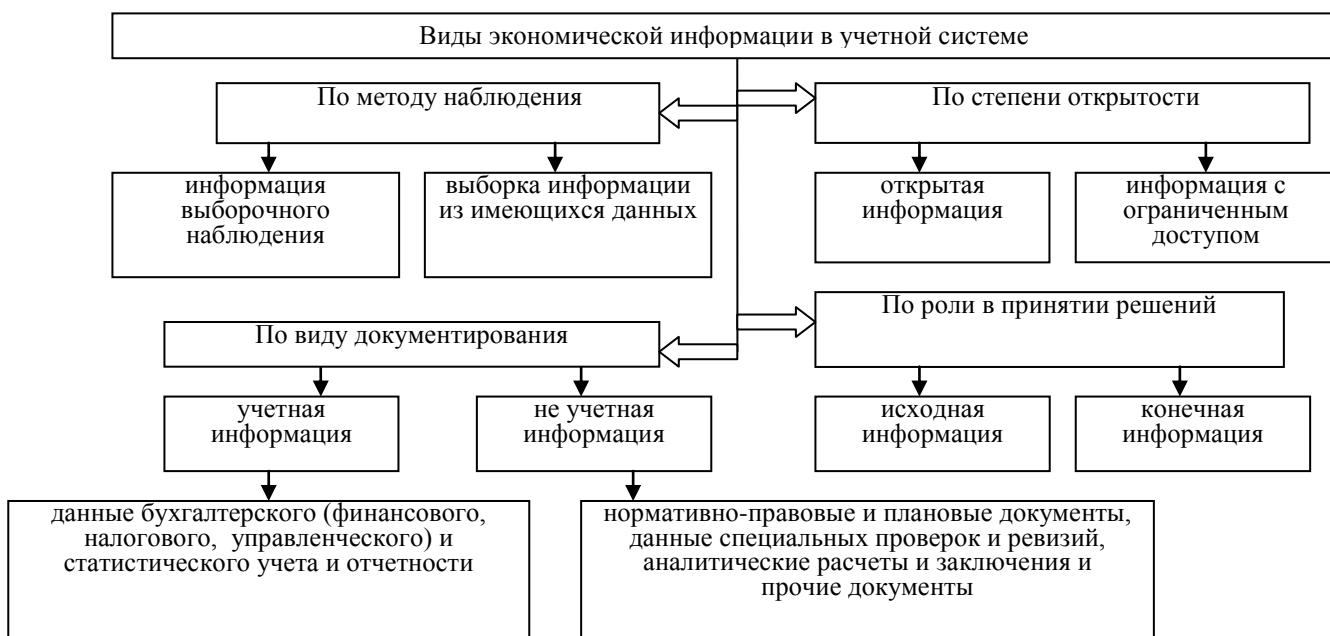 Виды экономической информации в учетной системе
По методу наблюдения
По степени открытости
информация
выборочного
наблюдения
выборка информации
из имеющихся данных
открытая
информация
информация с
ограниченным
доступом
По виду документирования
По роли в принятии решений
учетная
информация
не учетная
информация
исходная
информация
конечная
информация
данные бухгалтерского (финансового,
налогового, управленческого) и
статистического учета и отчетности
нормативно-правовые и плановые документы,
данные специальных проверок и ревизий,
аналитические расчеты и заключения и
прочие документы